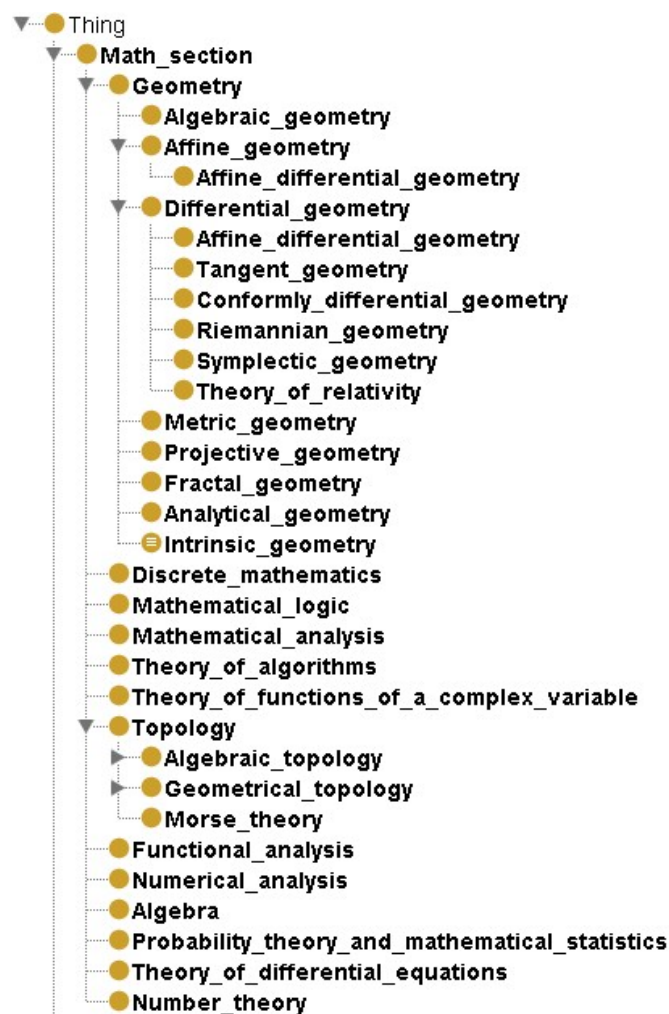 Thing
Math_section
Geometry
Algebraic_geometry
Affine_geometry
Affine_differential_geometry
Differential_geometry
Affine_differential_geometry
Tangent_geometry
Conformly_differential_geometry
Riemannian_geometry
Symplectic_geometry
Theory_of_relativity
Metric_geometry
Projective_geometry
Fractal_geometry
Analytical_geometry
Intrinsic_geometry
Discrete_mathematics
Mathematical_logic
Mathematical_analysis
Theory_of_algorithms
Theory_of_functions_of_a_complex_variable
Topology
Algebraic_topology
Geometrical_topology
Morse_theory
Functional_analysis
Numerical_analysis
Algebra
Probability_theory_and_mathematical_statistics
Theory_of_differential_equations
Number_theory